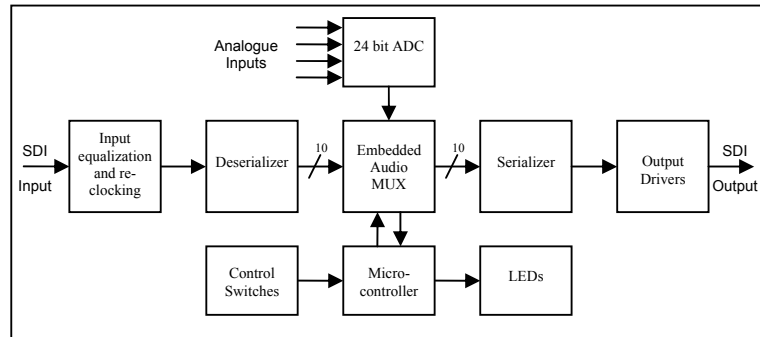 Analogue
Inputs
24 bit ADC
SDI
Input
Input
equalization
and re-
clocking
Deserializer
10
Embedded
Audio
MUX
10
Serializer
Output
Drivers
SDI
Output
Control
Switches
Micro-
controller
LEDs